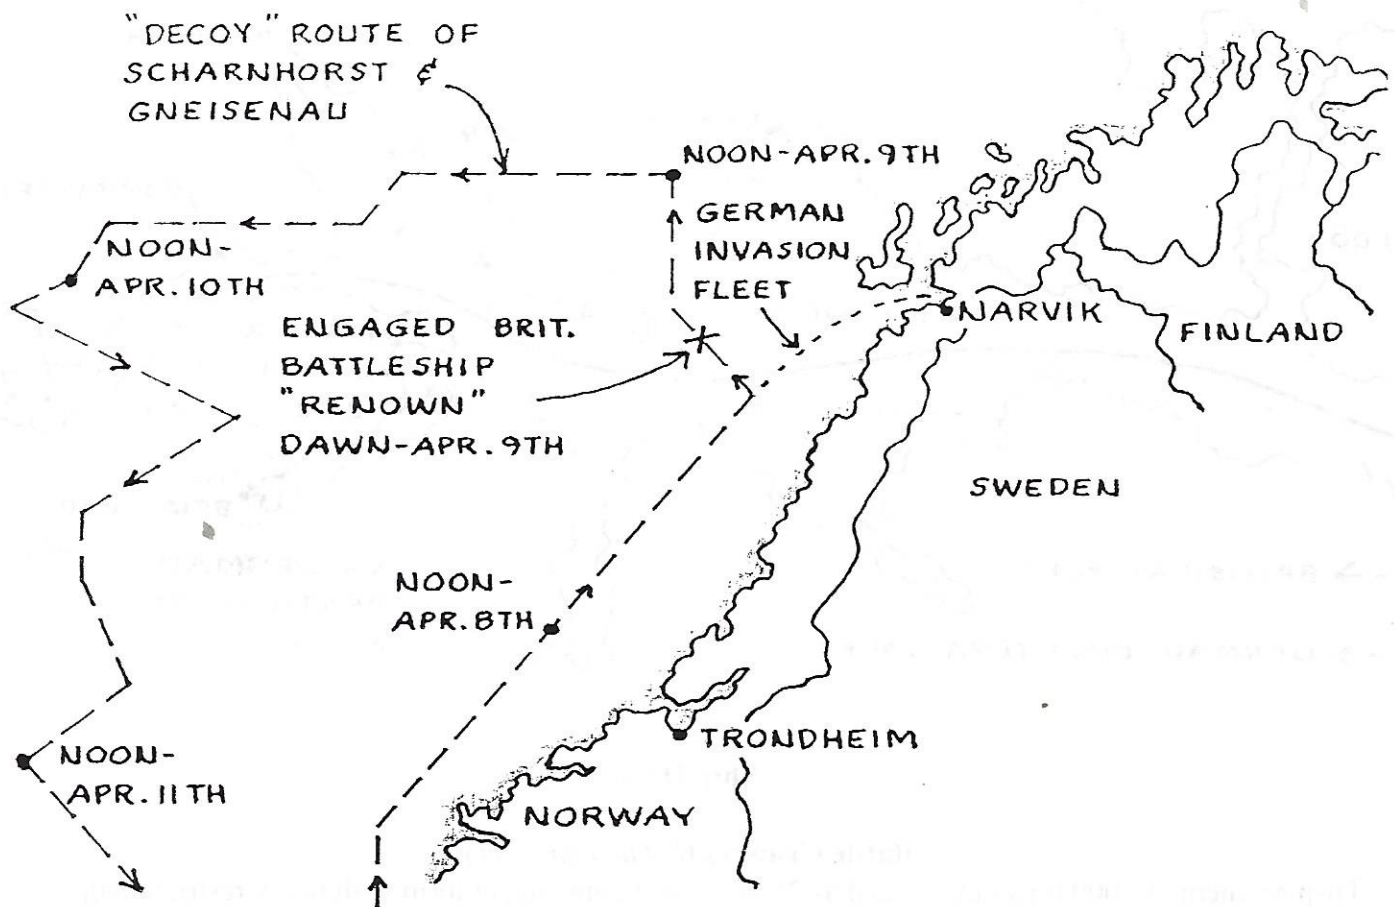 "DECOY" ROUTE OF
SCHARNHORST &
GNEISENAU
NOON-APR. 9TH
GERMAN
INVASION
FLEET
NOON-
APR. 10TH
ENGAGED BRIT.
BATTLESHIP
"RENOWN"
DAWN-APR. 9TH
NARVIK
FINLAND
SWEDEN
NOON-
APR. 8TH
TRONDHEIM
NOON-
APR. 11TH
NORWAY